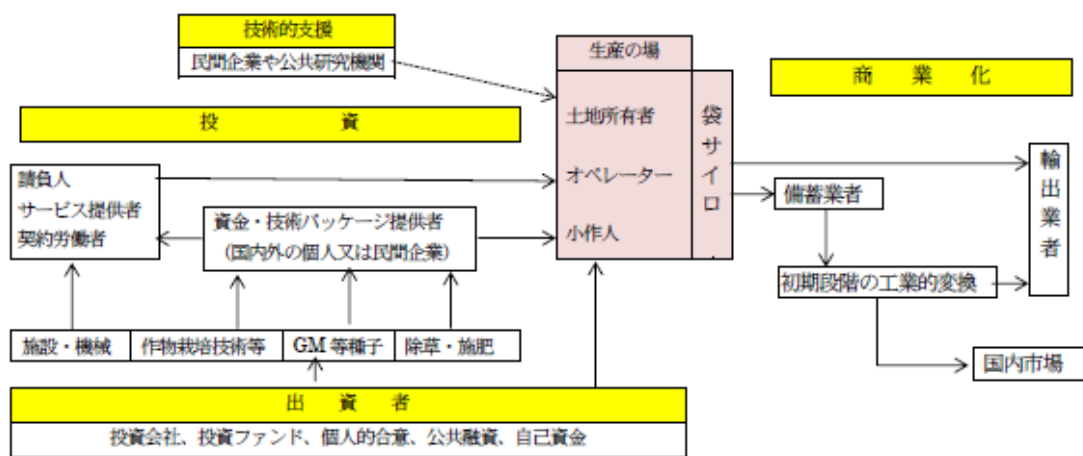 技術的支援
民間企業や公共研究機関
生産の場
商業化
投資
土地所有者
オペレーター
小作人
袋サイロ
輸出業者
請負人
サービス提供者
契約労働者
資金・技術パッケージ提供者
(国内外の個人又は民間企業)
備蓄業者
初期段階の工業的変換
施設・機械
作物栽培技術等
GM 等種子
除草・施肥
国内市場
出資者
投資会社、投資ファンド、個人的合意、公共融資、自己資金